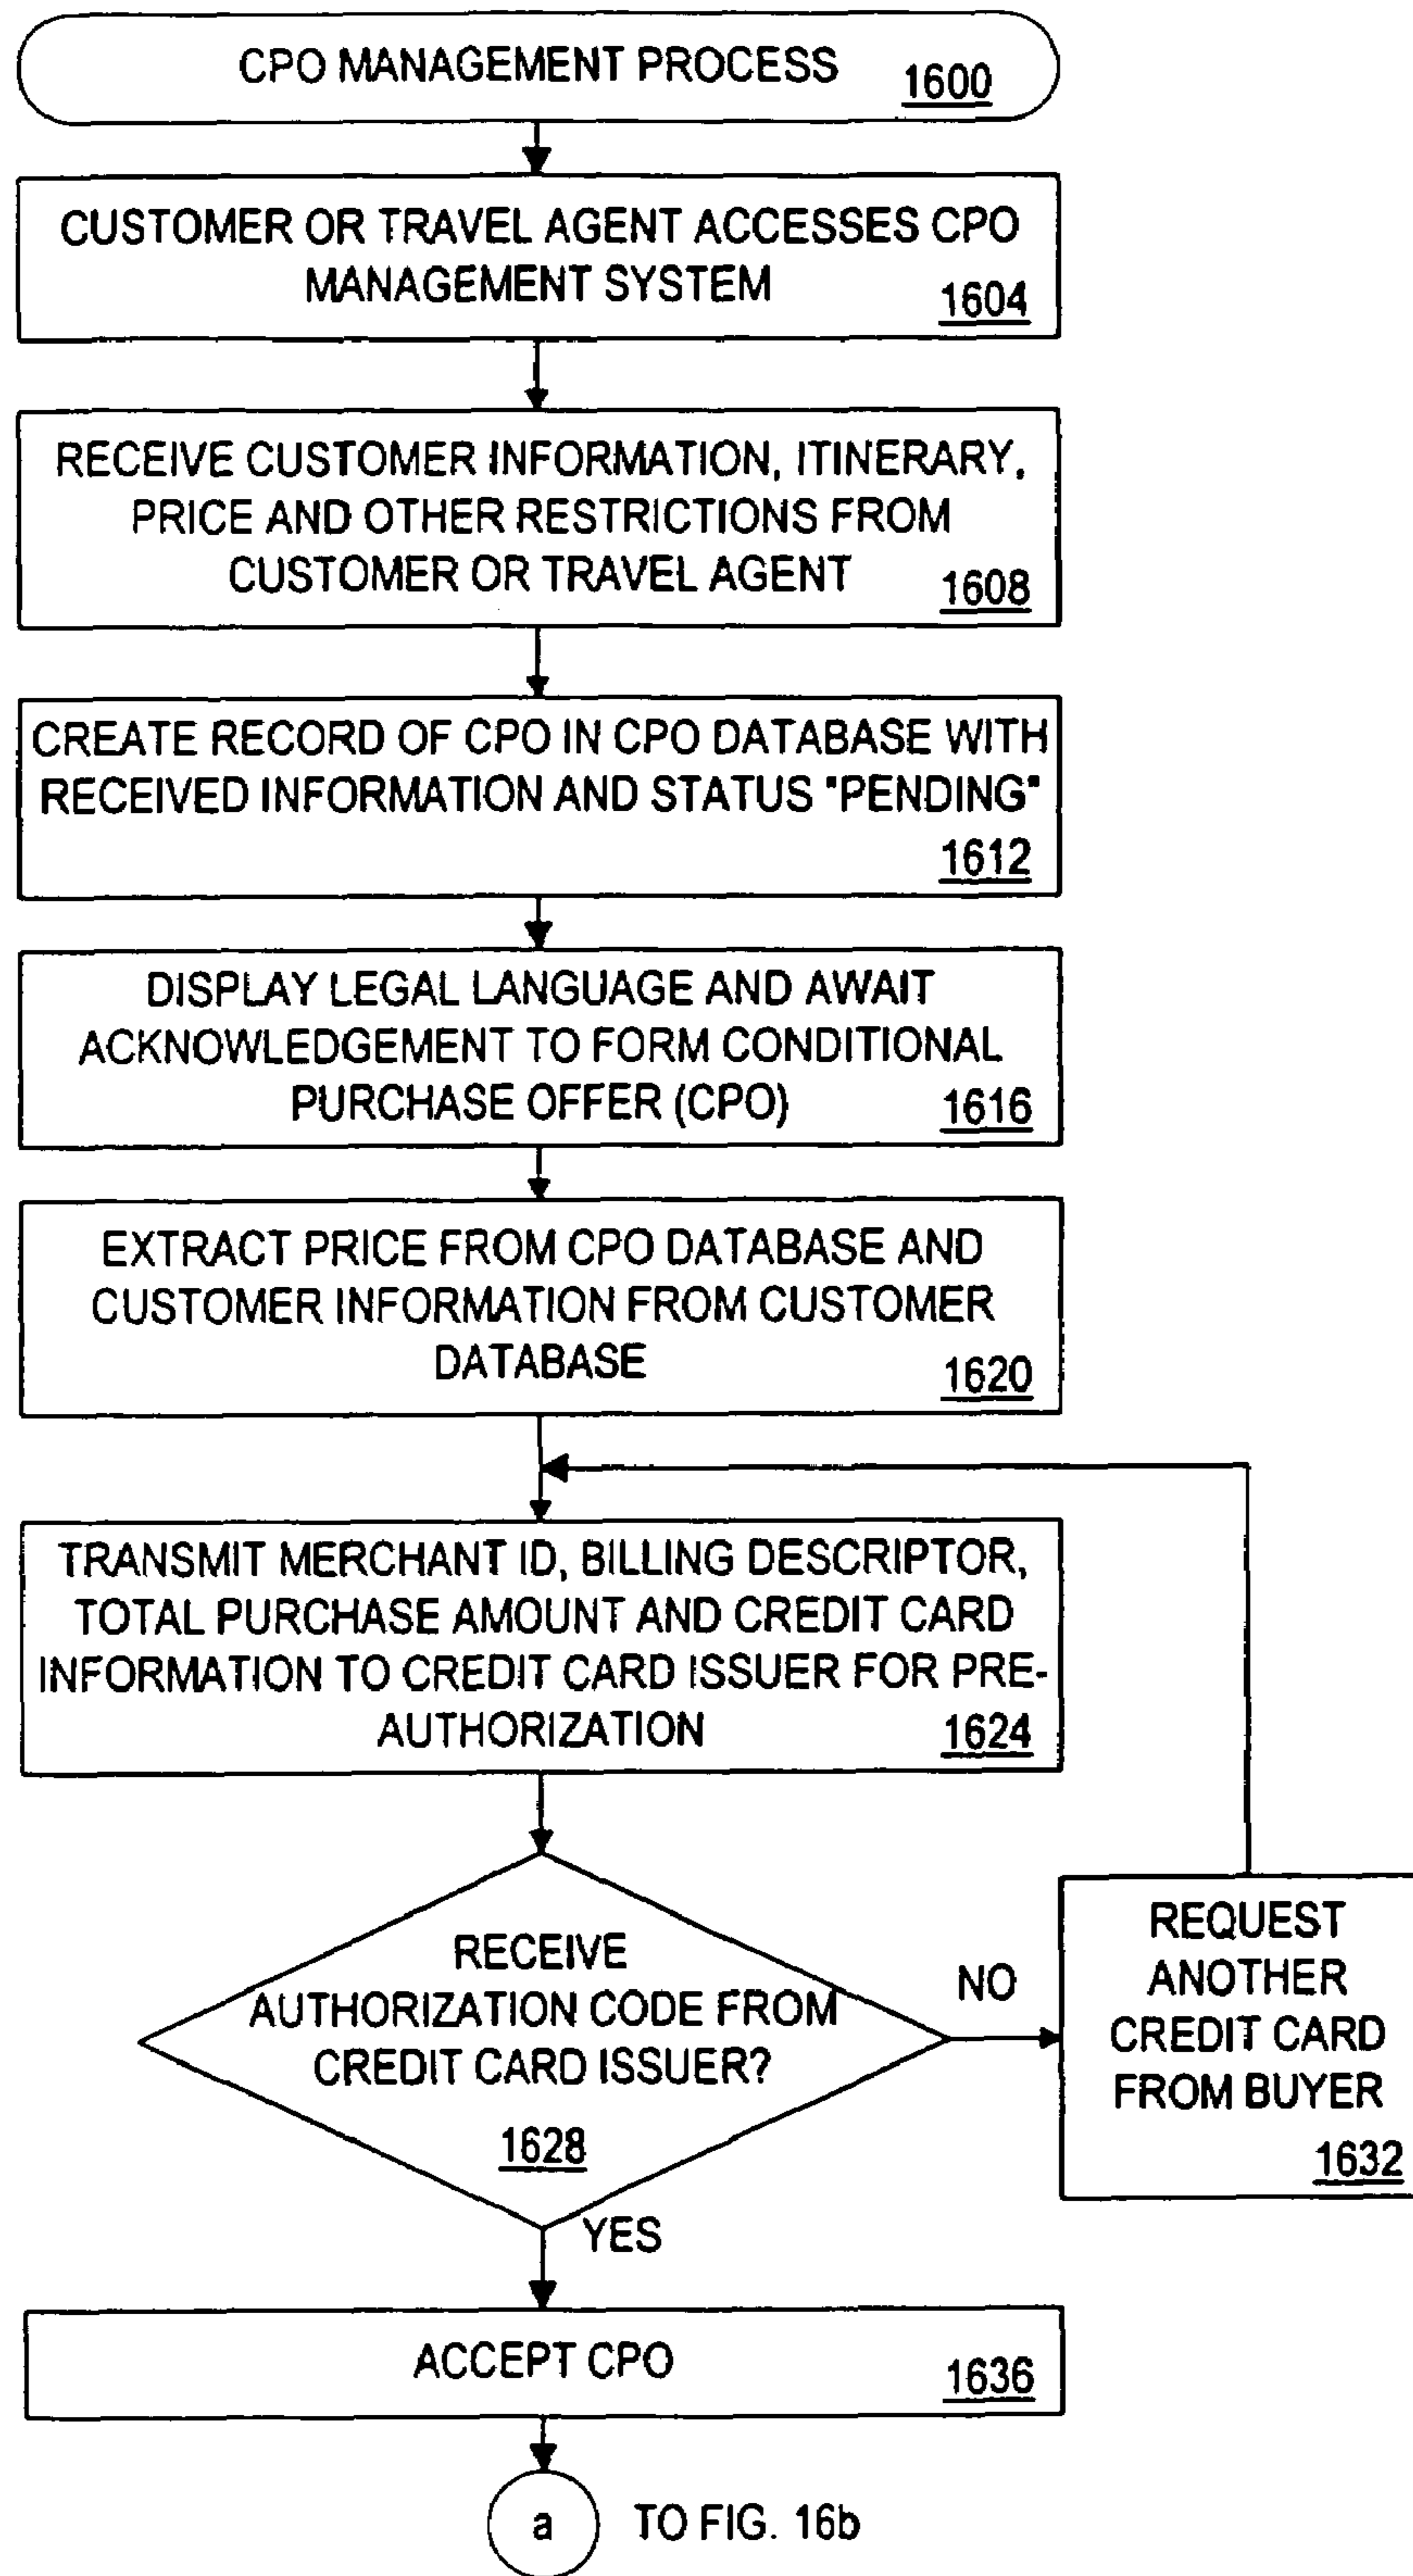 CPO MANAGEMENT PROCESS 1600
CUSTOMER OR TRAVEL AGENT ACCESSES CPO
MANAGEMENT SYSTEM 1604
RECEIVE CUSTOMER INFORMATION, ITINERARY,
PRICE AND OTHER RESTRICTIONS FROM
CUSTOMER OR TRAVEL AGENT 1608
CREATE RECORD OF CPO IN CPO DATABASE WITH
RECEIVED INFORMATION AND STATUS "PENDING"
1612
DISPLAY LEGAL LANGUAGE AND AWAIT
ACKNOWLEDGEMENT TO FORM CONDITIONAL
PURCHASE OFFER (CPO) 1616
EXTRACT PRICE FROM CPO DATABASE AND
CUSTOMER INFORMATION FROM CUSTOMER
DATABASE 1620
TRANSMIT MERCHANT ID, BILLING DESCRIPTOR,
TOTAL PURCHASE AMOUNT AND CREDIT CARD
INFORMATION TO CREDIT CARD ISSUER FOR PRE-
AUTHORIZATION 1624
RECEIVE
AUTHORIZATION CODE FROM
CREDIT CARD ISSUER?
1628
NO
REQUEST
ANOTHER
CREDIT CARD
FROM BUYER
1632
YES
ACCEPT CPO 1636
a TO FIG. 16b